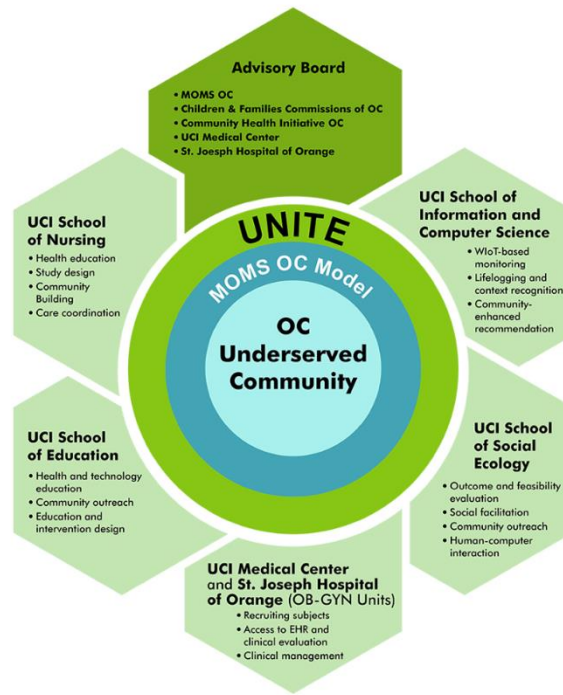 Advisory Board
• MOMS OC
• Children & Families Commissions of OC
• Community Health Initiative OC
• UCI Medical Center
• St. Joesph Hospital of Orange
UCI School
of Nursing
• Health education
• Study design
• Community
Building
• Care coordination
UCI School of
Information and
Computer Science
• WIoT-based
monitoring
• Lifelogging and
context recognition
• Community-
enhanced
recommendation
UNITE
MOMS OC Model
OC
Underserved
Community
UCI School
of Education
• Health and technology
education
• Community outreach
• Education and
intervention design
UCI School
of Social
Ecology
• Outcome and feasibility
evaluation
• Social facilitation
• Community outreach
• Human-computer
interaction
UCI Medical Center
and St. Joseph Hospital
of Orange (OB-GYN Units)
• Recruiting subjects
• Access to EHR and
clinical evaluation
• Clinical management